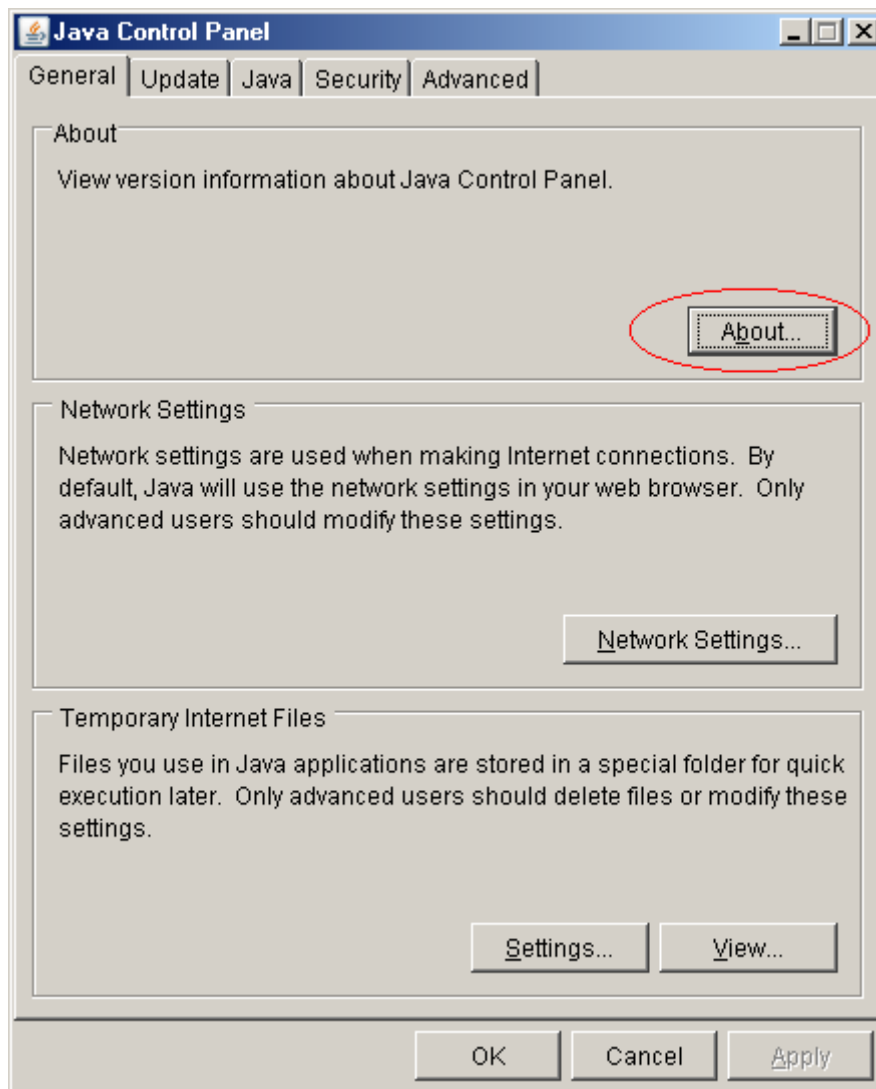 Java Control Panel
General Update Java Security Advanced
About
View version information about Java Control Panel.
About...
Network Settings
Network settings are used when making Internet connections.  By
default, Java will use the network settings in your web browser.  Only
advanced users should modify these settings.
Network Settings...
Temporary Internet Files
Files you use in Java applications are stored in a special folder for quick
execution later.  Only advanced users should delete files or modify these
settings.
Settings... View...
OK Cancel Apply